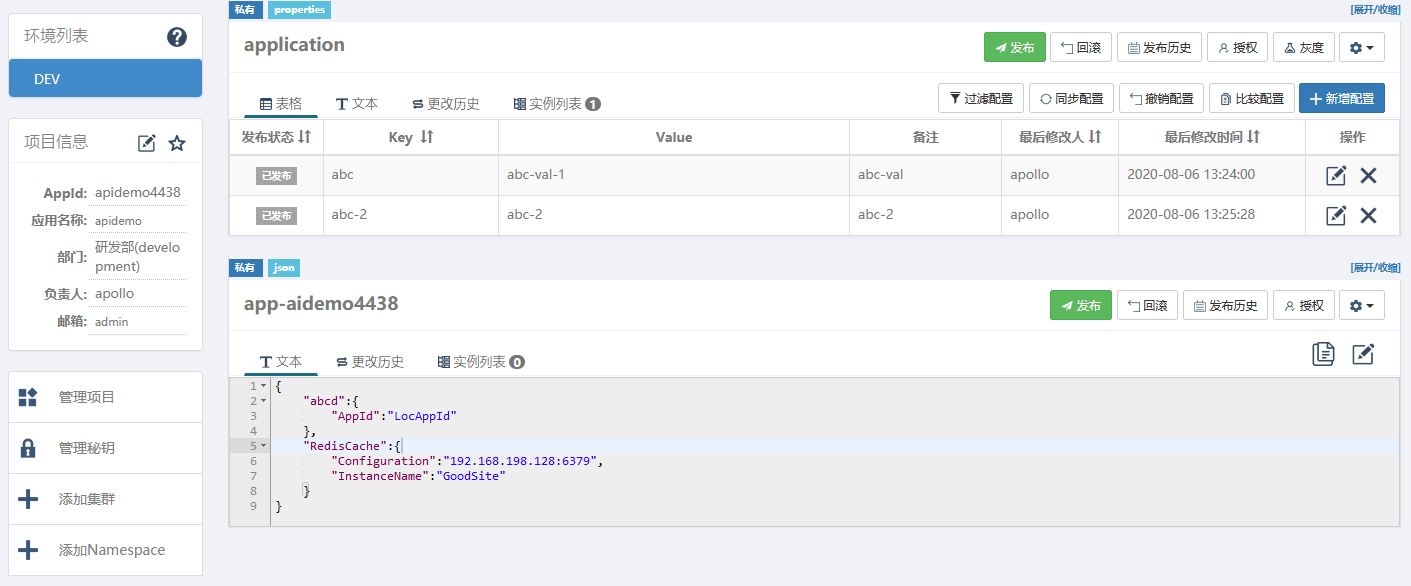 环境列表
DEV
项目信息
AppId: apidemo4438
应用名称: apidemo
部门: 研发部(develo
pment)
负责人: apollo
邮箱: admin
管理项目
管理秘钥
添加集群
添加Namespace
私有 properties [展开/收缩]
application 发布 回滚 发布历史 授权 灰度
表格 文本 更改历史 实例列表 1 过滤配置 同步配置 撤销配置 比较配置 新增配置
发布状态 Key Value 备注 最后修改人 最后修改时间 操作
已发布 abc abc-val-1 abc-val apollo 2020-08-06 13:24:00
已发布 abc-2 abc-2 abc-2 apollo 2020-08-06 13:25:28
私有 json [展开/收缩]
app-aidemo4438 发布 回滚 发布历史 授权
文本 更改历史 实例列表 0
1 {
2 "abcd":{
3 "AppId":"LocAppId"
4 },
5 "RedisCache":{
6 "Configuration":"192.168.198.128:6379",
7 "InstanceName":"GoodSite"
8 }
9 }